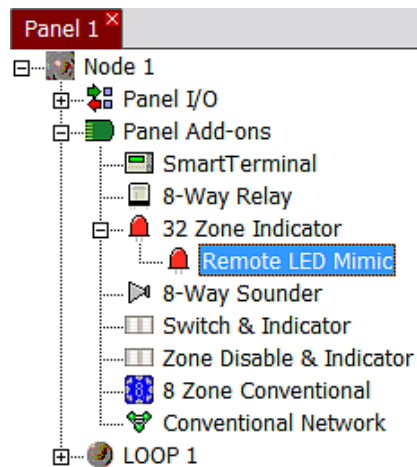 Panel 1
Node 1
Panel I/O
Panel Add-ons
SmartTerminal
8-Way Relay
32 Zone Indicator
Remote LED Mimic
8-Way Sounder
Switch & Indicator
Zone Disable & Indicator
8 Zone Conventional
Conventional Network
LOOP 1